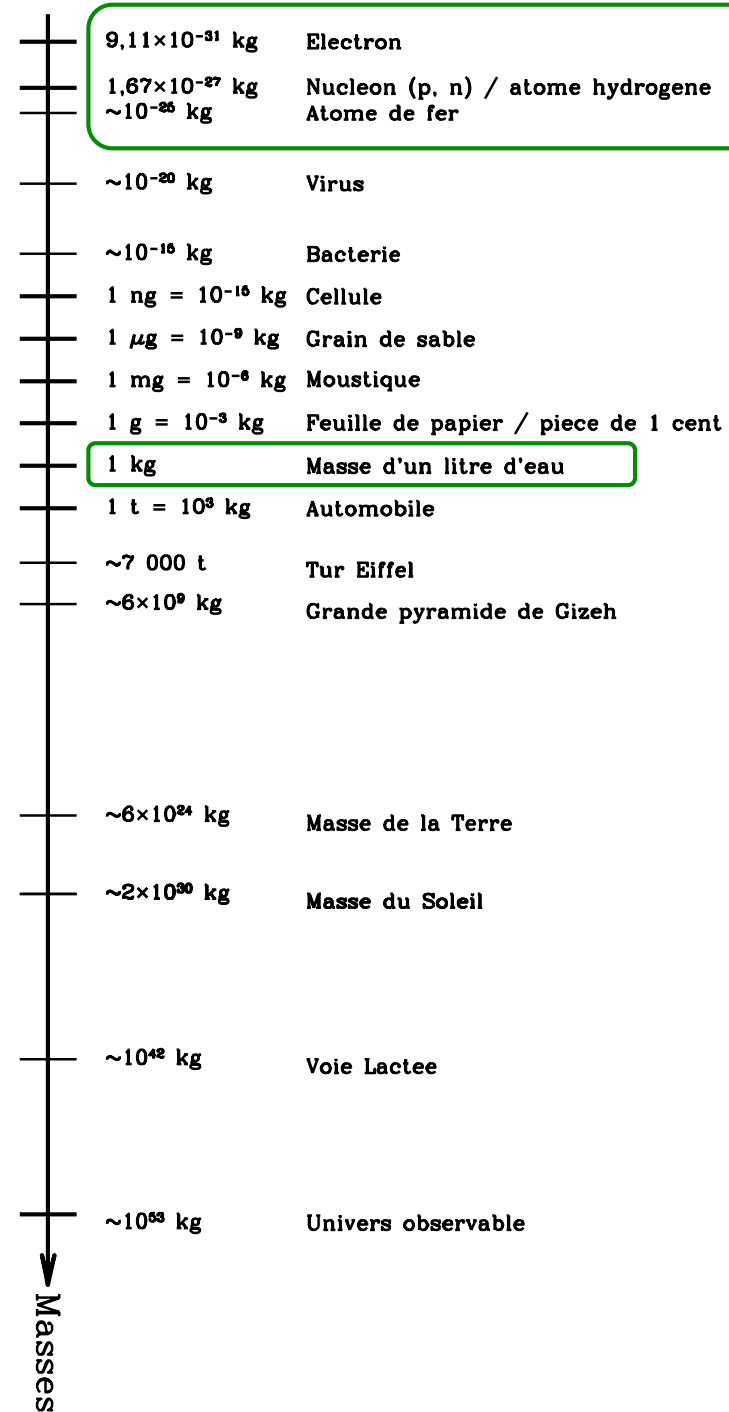 9,11×10⁻³¹ kg Electron
1,67×10⁻²⁷ kg Nucleon (p, n) / atome hydrogene
~10⁻²⁵ kg Atome de fer
~10⁻²⁰ kg Virus
~10⁻¹⁵ kg Bacterie
1 ng = 10⁻¹⁵ kg Cellule
1 μg = 10⁻⁹ kg Grain de sable
1 mg = 10⁻⁶ kg Moustique
1 g = 10⁻³ kg Feuille de papier / piece de 1 cent
1 kg Masse d'un litre d'eau
1 t = 10³ kg Automobile
~7 000 t Tur Eiffel
~6×10⁹ kg Grande pyramide de Gizeh
~6×10²⁴ kg Masse de la Terre
~2×10³⁰ kg Masse du Soleil
~10⁴² kg Voie Lactee
~10⁵³ kg Univers observable
Masses